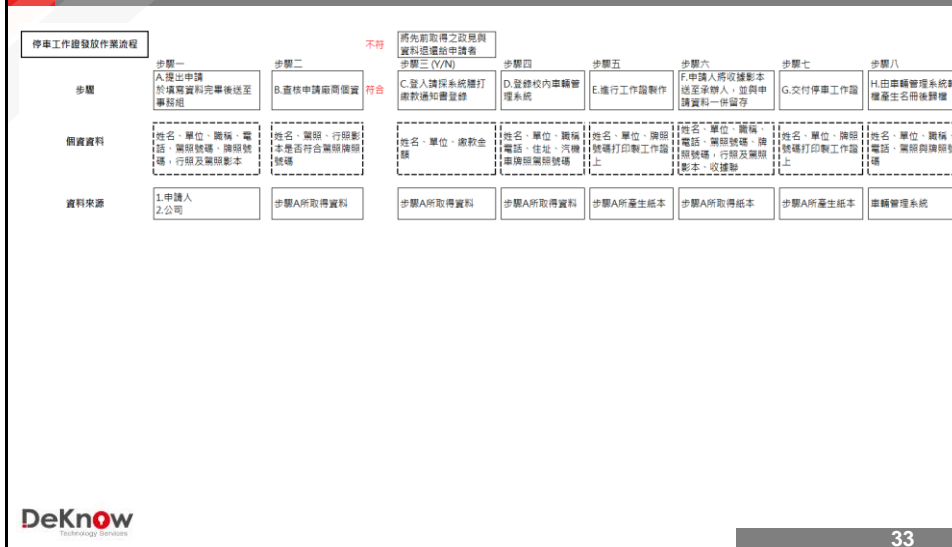 停車工作證發放作業流程
不符
將先前取得之政見與
資料退還給申請者
步驟一
步驟二
步驟三 (Y/N)
步驟四
步驟五
步驟六
步驟七
步驟八
步驟
A.提出申請
於填寫資料完畢後送至
事務組
B.查核申請廠商個資
符合
C.登入請採系統膳打
繳款通知書登錄
D.登錄校內車輛管
理系統
E.進行工作證製作
F.申請人將收據影本
送至承辦人，並與申
請資料一併留存
G.交付停車工作證
H.由車輛管理系統
檔產生名冊後歸檔
個資資料
姓名、單位、職稱、電
話、駕照號碼、牌照號
碼，行照及駕照影本
姓名、駕照、行照影
本是否符合駕照牌照
號碼
姓名、單位、繳款金
額
姓名、單位、職稱
電話、住址、汽機
車牌照駕照號碼
姓名、單位、牌照
號碼打印製工作證
上
姓名、單位、職稱、
電話、駕照號碼、牌
照號碼，行照及駕照
影本、收據聯
姓名、單位、牌照
號碼打印製工作證
上
姓名、單位、職稱
電話、駕照與牌照
碼
資料來源
1.申請人
2.公司
步驟A所取得資料
步驟A所取得資料
步驟A所取得資料
步驟A所產生紙本
步驟A所取得紙本
步驟A所產生紙本
車輛管理系統
DeKnow
Technology Services
33